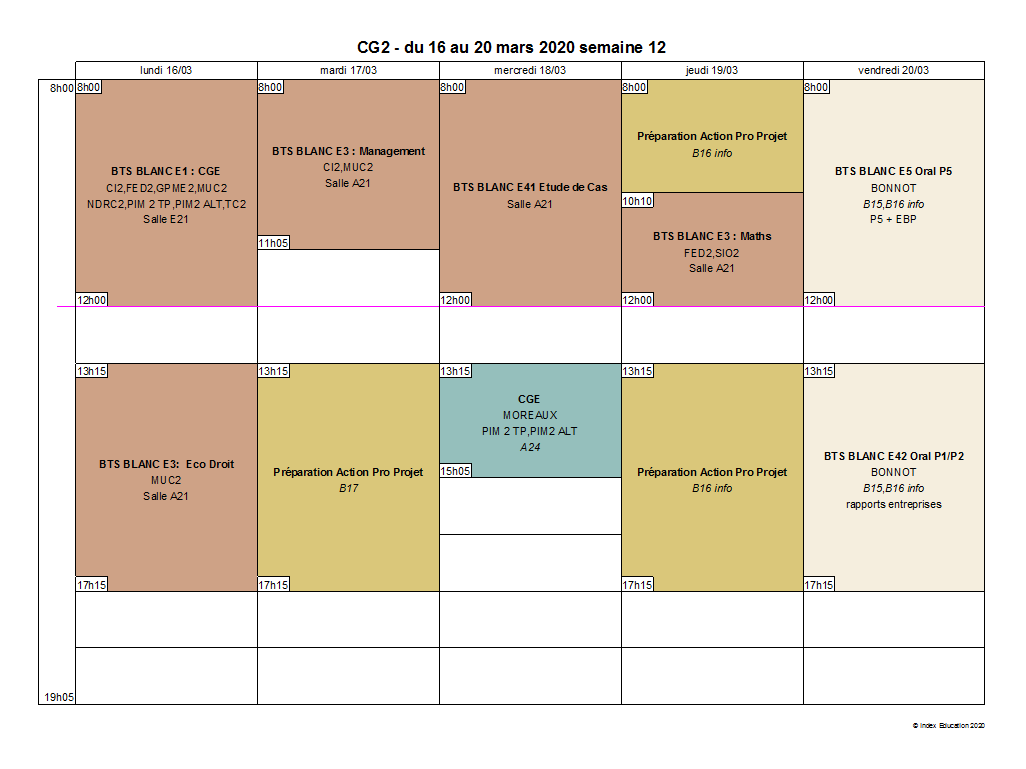 CG2 - du 16 au 20 mars 2020 semaine 12
lundi 16/03
mardi 17/03
mercredi 18/03
jeudi 19/03
vendredi 20/03
8h00
8h00
BTS BLANC E1 : CGE
CI2,FED2,GPME2,MUC2
NDRC2,PIM 2 TP,PIM2 ALT,TC2
Salle E21
12h00
8h00
BTS BLANC E3 : Management
CI2,MUC2
Salle A21
11h05
8h00
BTS BLANC E41 Etude de Cas
Salle A21
12h00
8h00
Préparation Action Pro Projet
B16 info
10h10
BTS BLANC E3 : Maths
FED2,SIO2
Salle A21
12h00
8h00
BTS BLANC E5 Oral P5
BONNOT
B15,B16 info
P5 + EBP
12h00
13h15
BTS BLANC E3: Eco Droit
MUC2
Salle A21
17h15
13h15
Préparation Action Pro Projet
B17
17h15
13h15
CGE
MOREAUX
PIM 2 TP,PIM2 ALT
A24
15h05
13h15
Préparation Action Pro Projet
B16 info
17h15
13h15
BTS BLANC E42 Oral P1/P2
BONNOT
B15,B16 info
rapports entreprises
17h15
19h05
© Index Education 2020